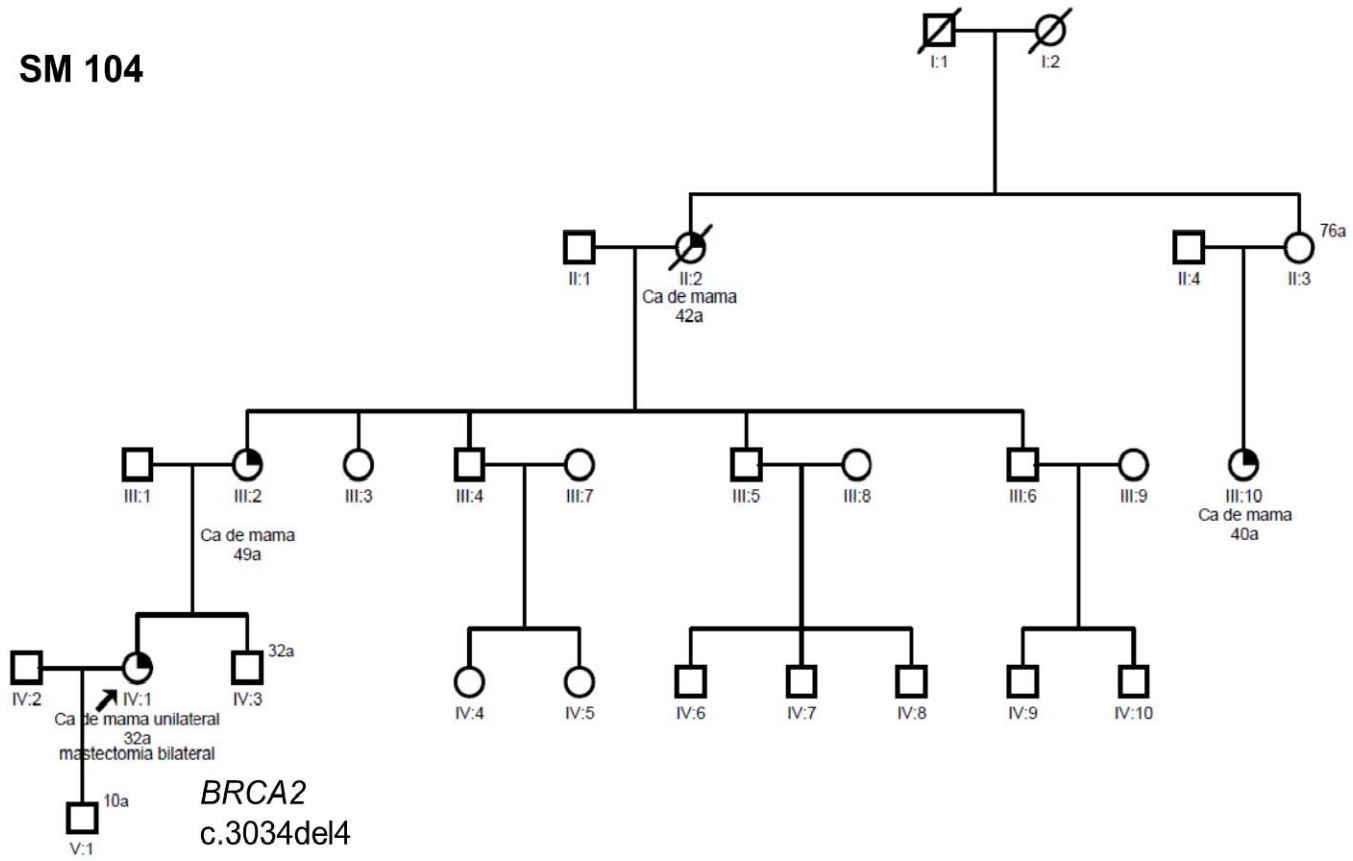 SM 104
I:1
I:2
76a
II:1
II:2
II:4
II:3
Ca de mama
42a
III:1
III:2
III:3
III:4
III:7
III:5
III:8
III:6
III:9
III:10
Ca de mama
49a
Ca de mama
40a
32a
IV:2
IV:1
IV:3
IV:4
IV:5
IV:6
IV:7
IV:8
IV:9
IV:10
Ca de mama unilateral
32a
mastectomia bilateral
10a
V:1
BRCA2
c.3034del4